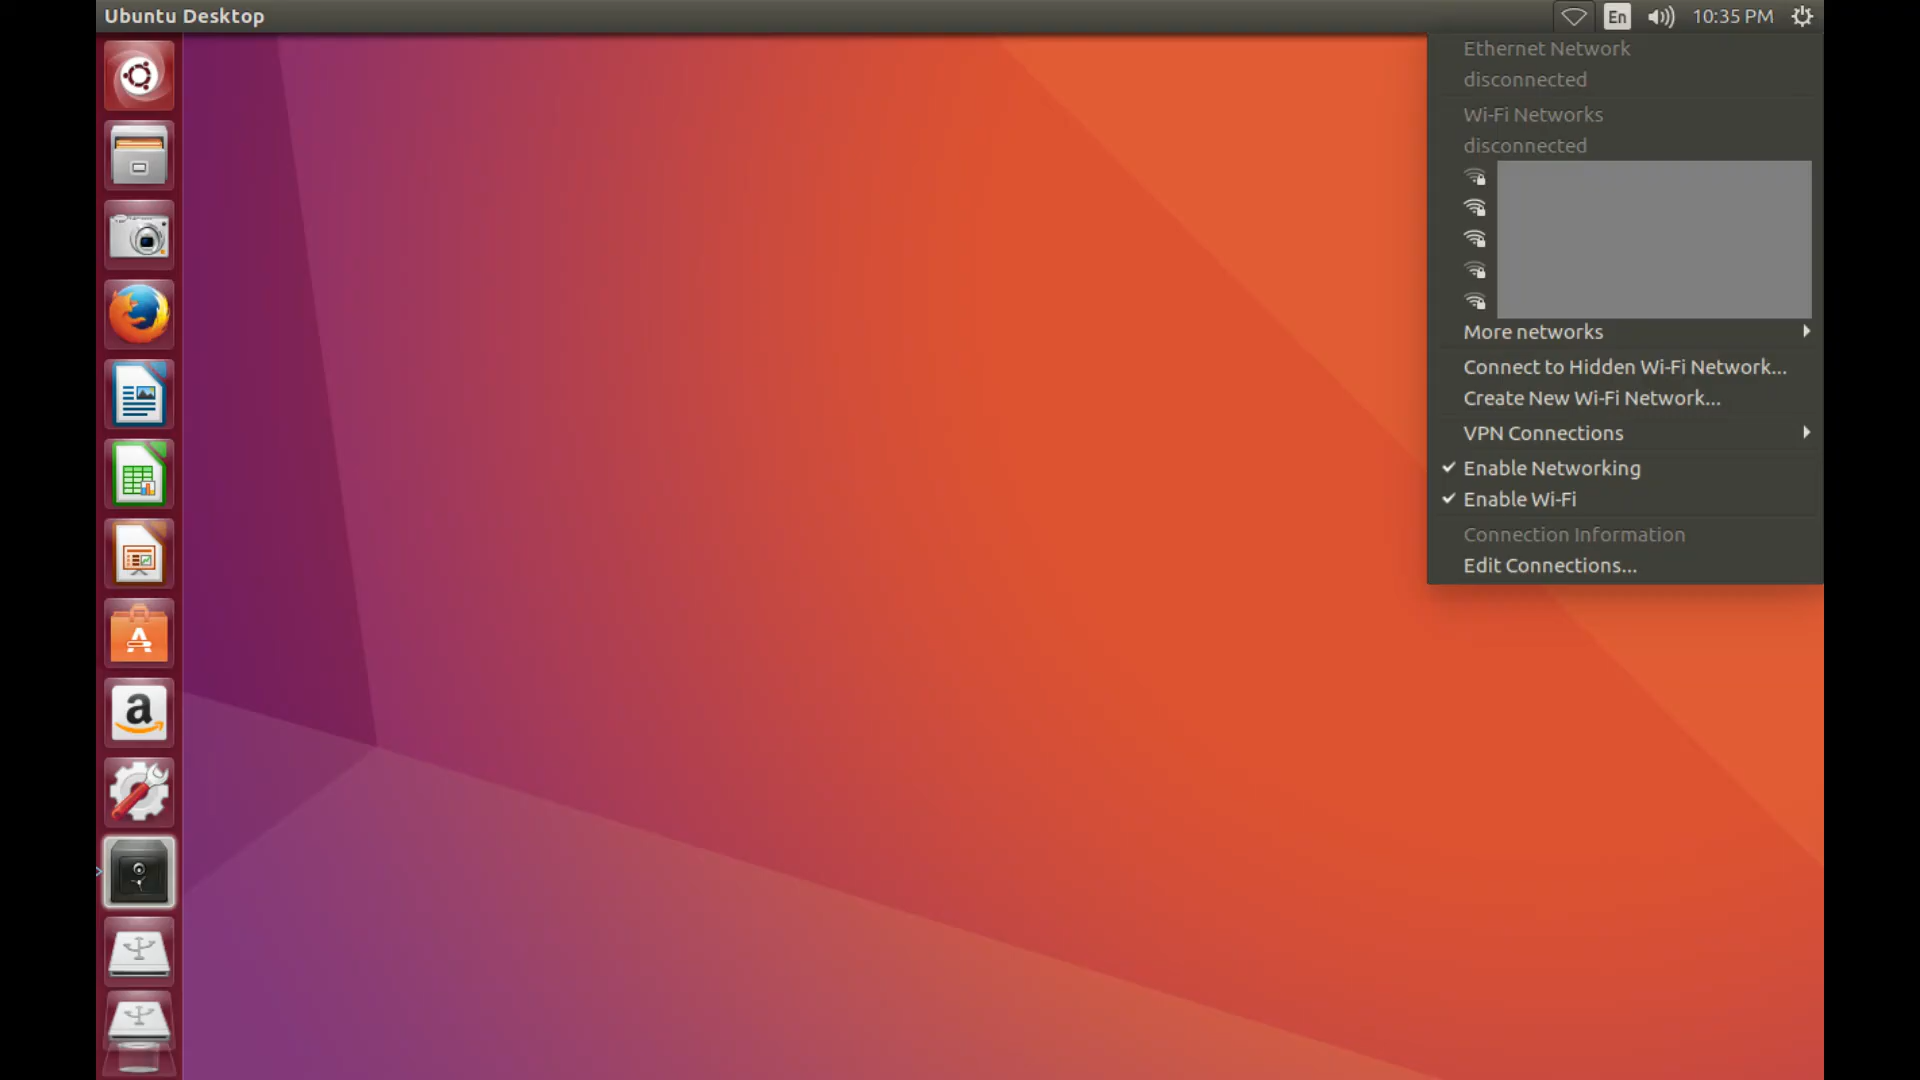 Ubuntu Desktop
En
10:35 PM
Ethernet Network
disconnected
Wi-Fi Networks
disconnected
More networks
Connect to Hidden Wi-Fi Network...
Create New Wi-Fi Network...
VPN Connections
Enable Networking
Enable Wi-Fi
Connection Information
Edit Connections...